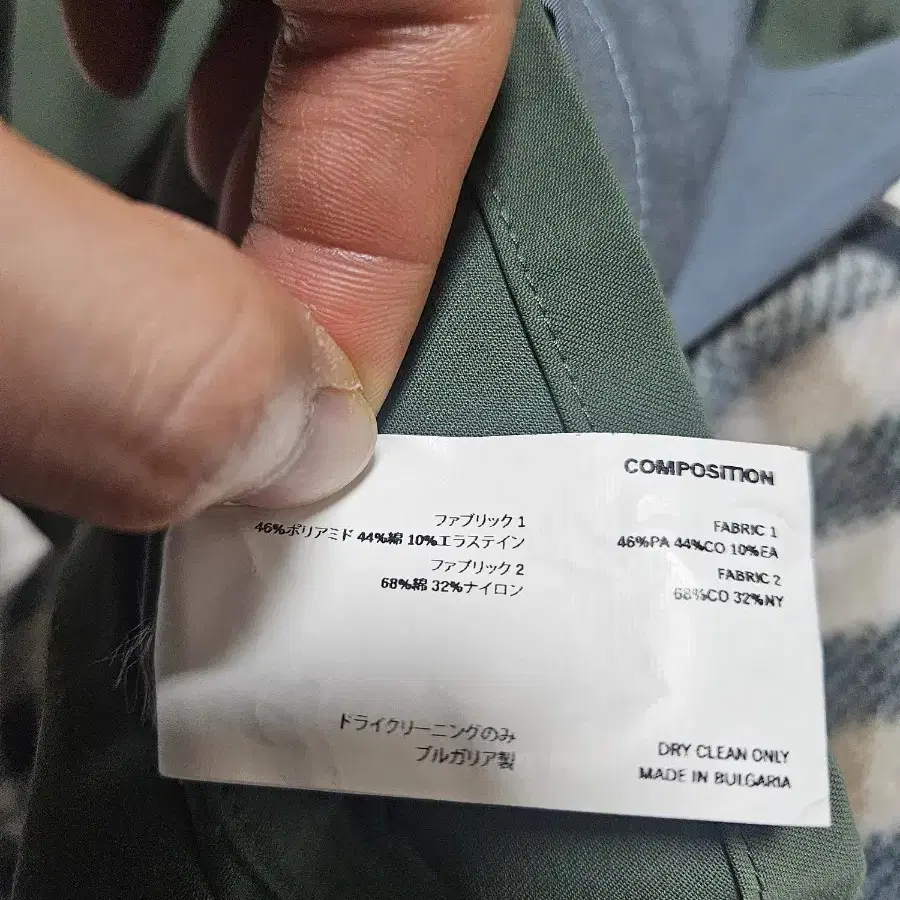 COMPOSITION
ファブリック 1
46%ポリアミド 44%綿 10%エラステイン
ファブリック 2
68%綿 32%ナイロン
FABRIC 1
46%PA 44%CO 10%EA
FABRIC 2
68%CO 32%NY
ドライクリーニングのみ
ブルガリア製
DRY CLEAN ONLY
MADE IN BULGARIA